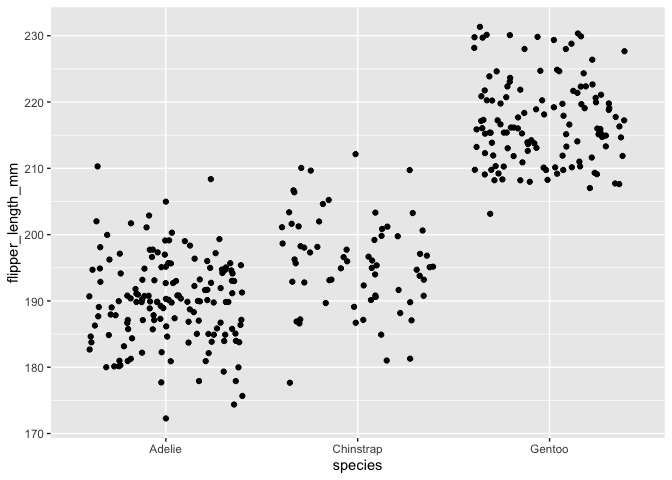 230
220
210
200
190
180
170
flipper_length_mm
Adelie
Chinstrap
Gentoo
species